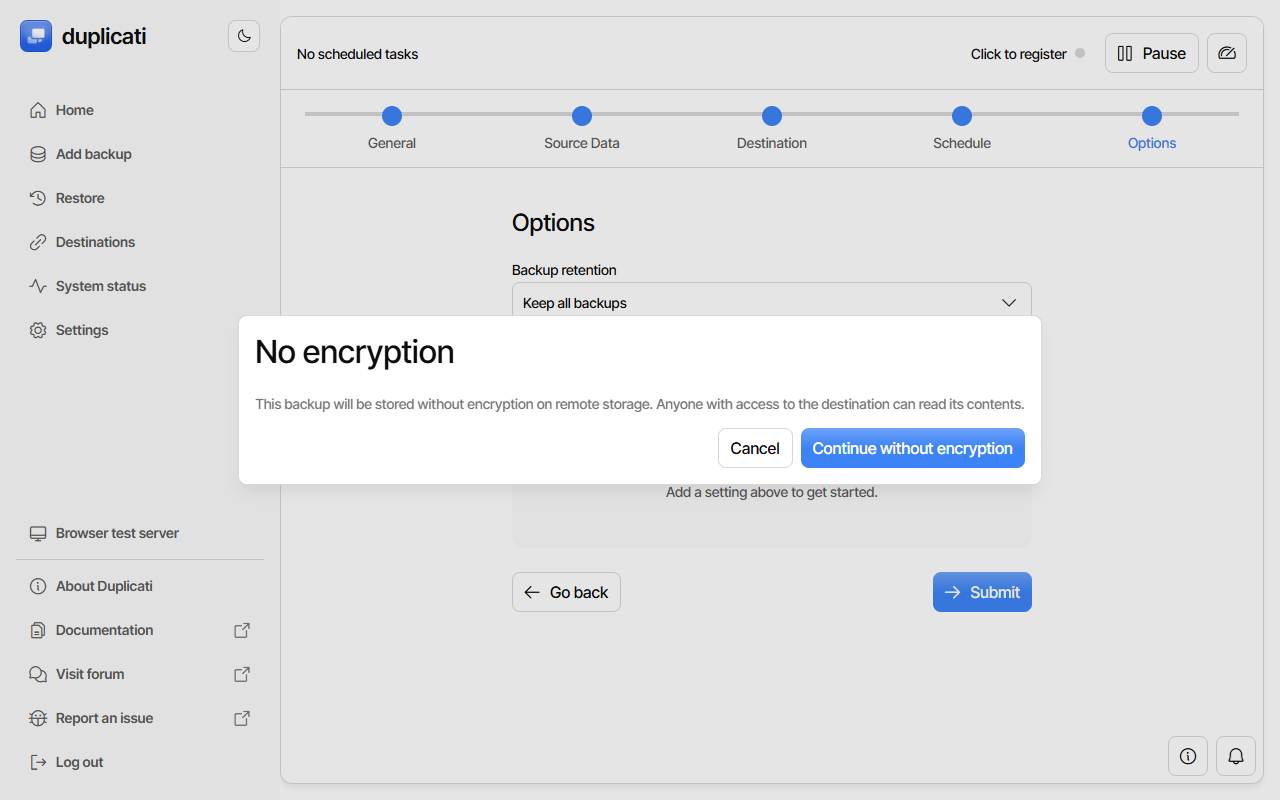 duplicati
Home
Add backup
Restore
Destinations
System status
Settings
Browser test server
About Duplicati
Documentation
Visit forum
Report an issue
Log out
No scheduled tasks
Click to register
Pause
General
Source Data
Destination
Schedule
Options
Options
Backup retention
Keep all backups
No encryption
This backup will be stored without encryption on remote storage. Anyone with access to the destination can read its contents.
Cancel
Continue without encryption
Add a setting above to get started.
Go back
Submit